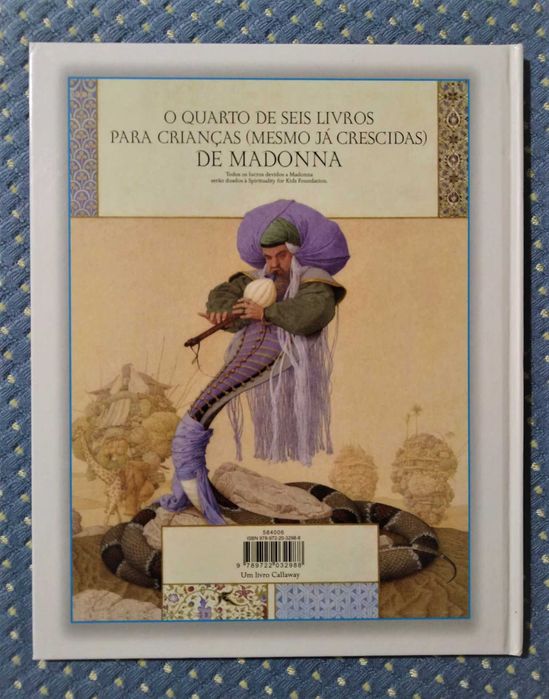 O QUARTO DE SEIS LIVROS
PARA CRIANÇAS (MESMO JÁ CRESCIDAS)
DE MADONNA
Todos os lucros devidos a Madonna
serão doados à Spirituality for Kids Foundation.
584006
ISBN 978-972-20-3298-8
9 789722 032988
Um livro Callaway